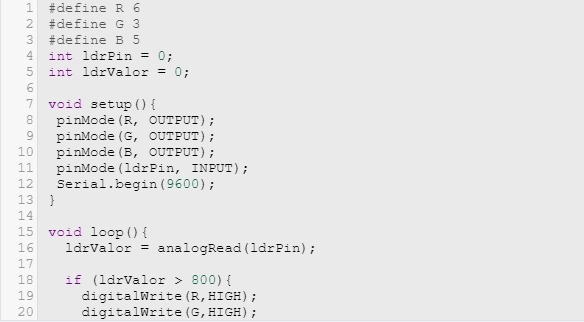 1 #define R 6
2 #define G 3
3 #define B 5
4 int ldrPin = 0;
5 int ldrValor = 0;
6
7 void setup(){
8  pinMode(R, OUTPUT);
9  pinMode(G, OUTPUT);
10  pinMode(B, OUTPUT);
11  pinMode(ldrPin, INPUT);
12  Serial.begin(9600);
13 }
14
15 void loop(){
16   ldrValor = analogRead(ldrPin);
17
18   if (ldrValor > 800){
19     digitalWrite(R,HIGH);
20     digitalWrite(G,HIGH);